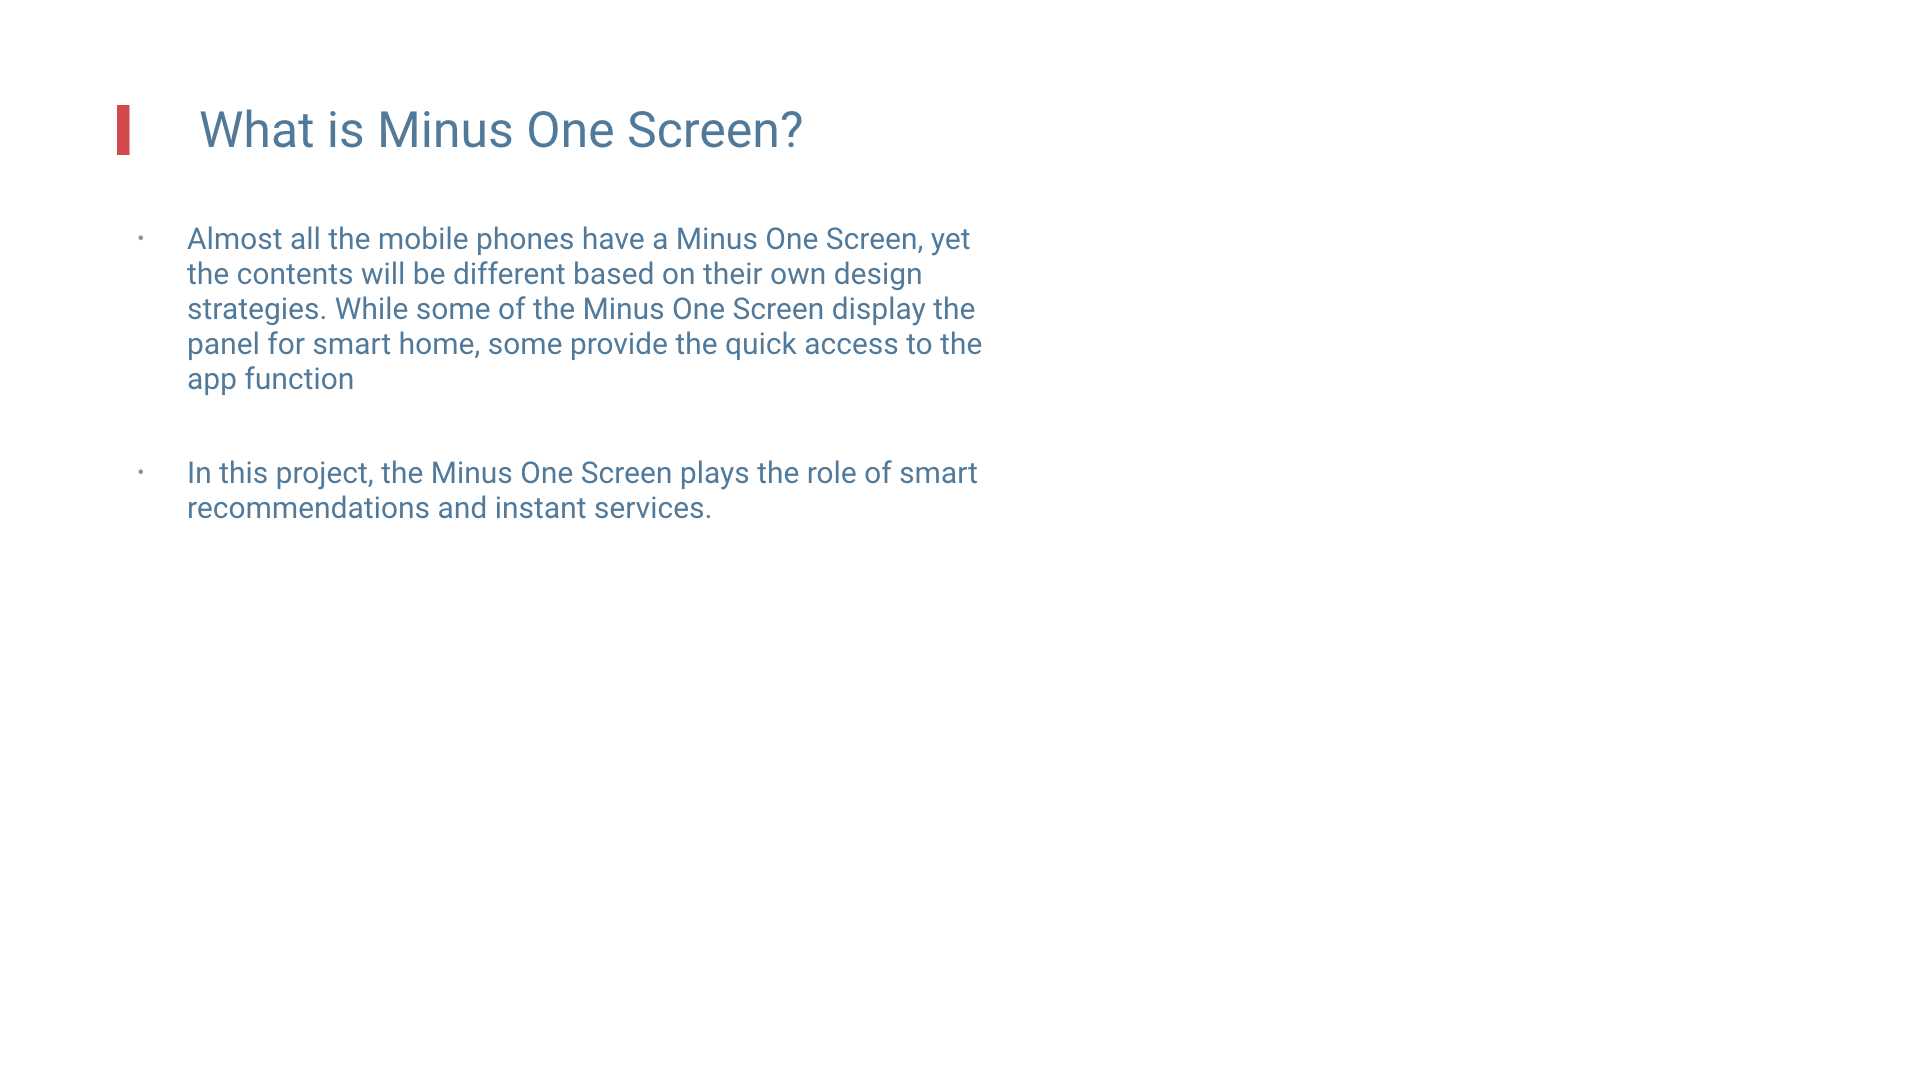 What is Minus One Screen?
• Almost all the mobile phones have a Minus One Screen, yet
the contents will be different based on their own design
strategies. While some of the Minus One Screen display the
panel for smart home, some provide the quick access to the
app function
• In this project, the Minus One Screen plays the role of smart
recommendations and instant services.